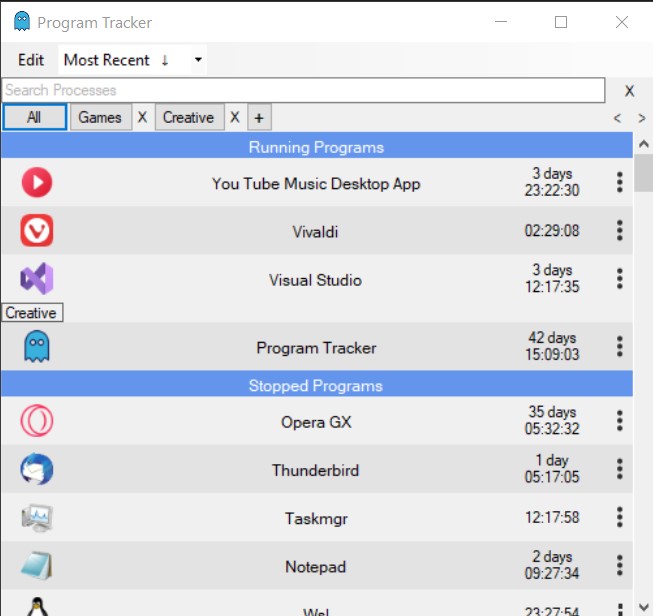 Program Tracker
Edit Most Recent ↓
Search Processes X
All Games X Creative X + < >
Running Programs
You Tube Music Desktop App 3 days 23:22:30
Vivaldi 02:29:08
Visual Studio 3 days 12:17:35
Creative
Program Tracker 42 days 15:09:03
Stopped Programs
Opera GX 35 days 05:32:32
Thunderbird 1 day 05:17:05
Taskmgr 12:17:58
Notepad 2 days 09:27:34
Wsl 23:27:54